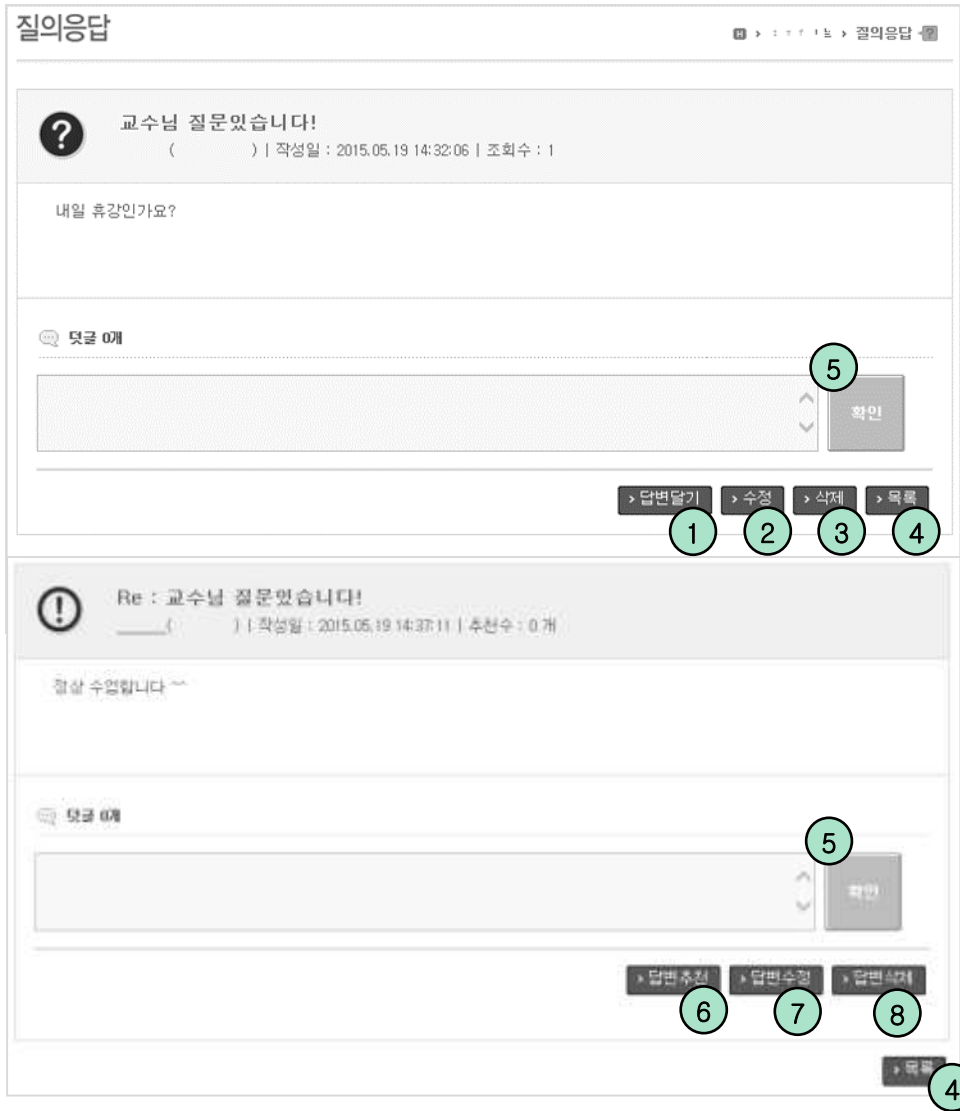 질의응답
H > > 질의응답 ?
? 교수님 질문있습니다!
( ) | 작성일 : 2015.05.19 14:32:06 | 조회수 : 1
내일 휴강인가요?
덧글 0개
5
확인
> 답변달기 > 수정 > 삭제 > 목록
1 2 3 4
! Re : 교수님 질문있습니다!
( ) | 작성일 : 2015.05.19 14:37:11 | 추천수 : 0 개
정상 수업합니다 ^^
덧글 0개
5
확인
> 답변추천 > 답변수정 > 답변삭제
6 7 8
> 목록
4